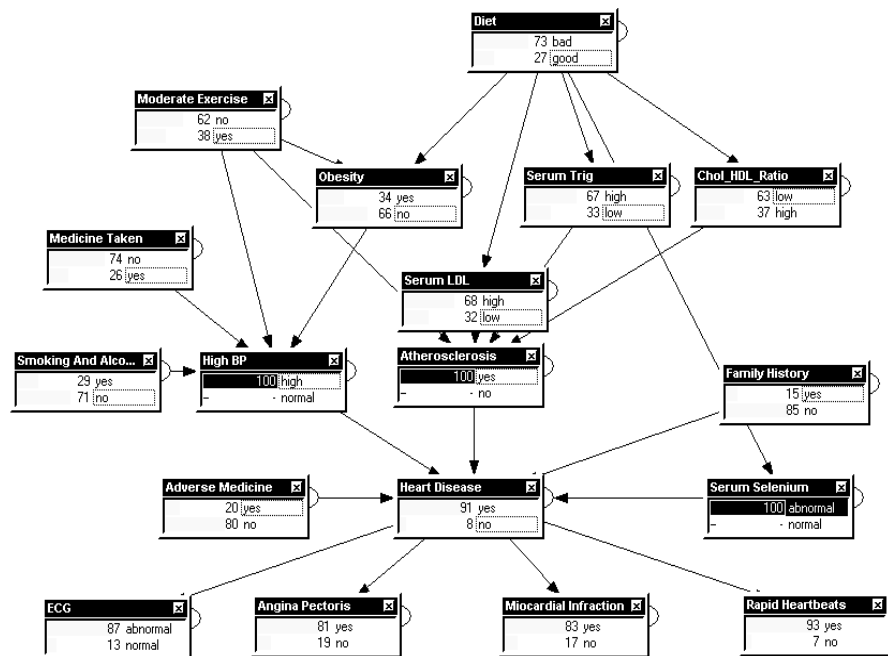 Diet
73 bad
27 good
Moderate Exercise
62 no
38 yes
Obesity
34 yes
66 no
Serum Trig
67 high
33 low
Chol_HDL_Ratio
63 low
37 high
Medicine Taken
74 no
26 yes
Serum LDL
68 high
32 low
Smoking And Alco...
29 yes
71 no
High BP
100 high
- normal
Atherosclerosis
100 yes
- no
Family History
15 yes
85 no
Adverse Medicine
20 yes
80 no
Heart Disease
91 yes
8 no
Serum Selenium
100 abnormal
- normal
ECG
87 abnormal
13 normal
Angina Pectoris
81 yes
19 no
Miocardial Infraction
83 yes
17 no
Rapid Heartbeats
93 yes
7 no